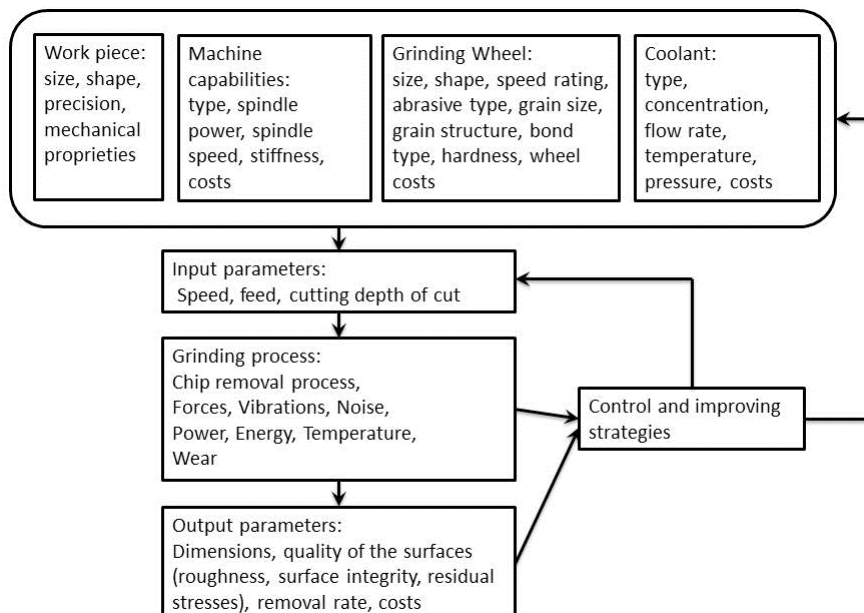 Work piece:
size, shape,
precision,
mechanical
proprieties
Machine
capabilities:
type, spindle
power, spindle
speed, stiffness,
costs
Grinding Wheel:
size, shape, speed rating,
abrasive type, grain size,
grain structure, bond
type, hardness, wheel
costs
Coolant:
type,
concentration,
flow rate,
temperature,
pressure, costs
Input parameters:
Speed, feed, cutting depth of cut
Grinding process:
Chip removal process,
Forces, Vibrations, Noise,
Power, Energy, Temperature,
Wear
Control and improving
strategies
Output parameters:
Dimensions, quality of the surfaces
(roughness, surface integrity, residual
stresses), removal rate, costs